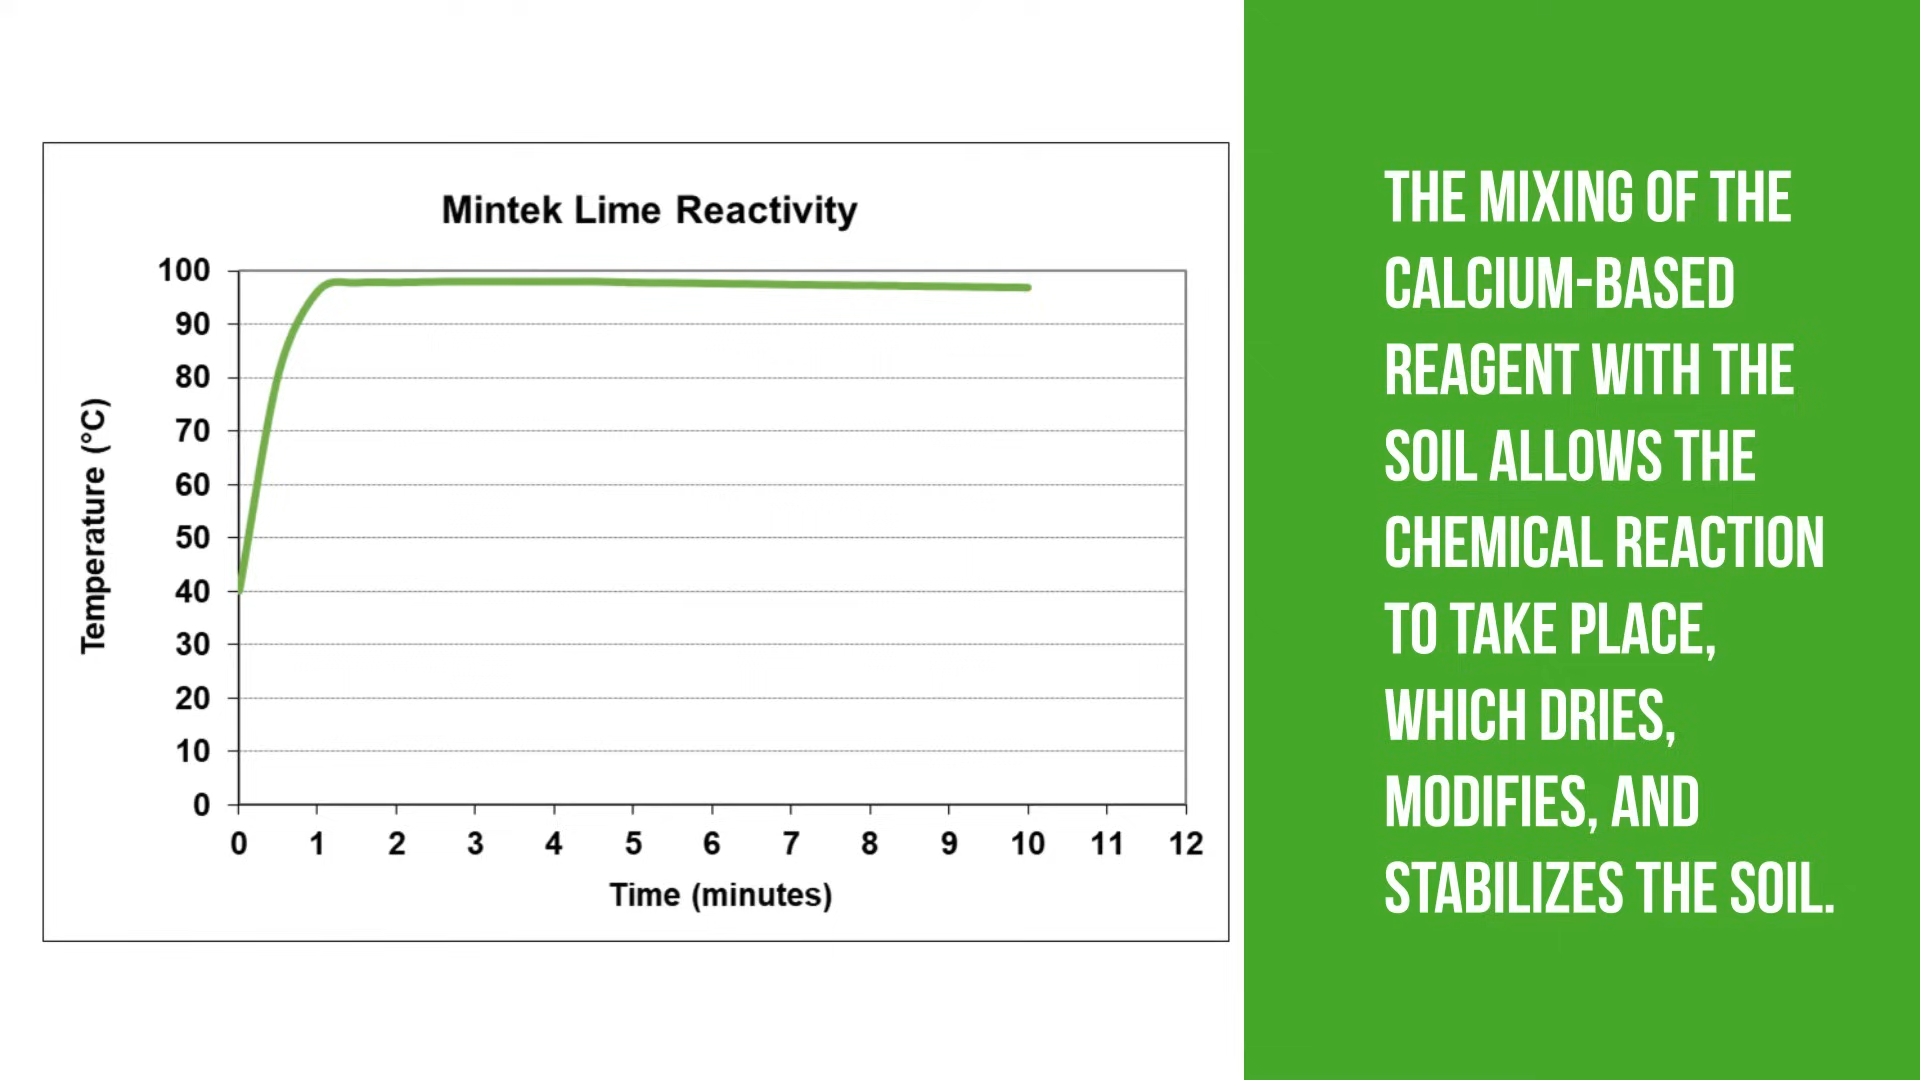 Mintek Lime Reactivity
100
90
80
70
60
50
40
30
20
10
0
Temperature (°C)
0 1 2 3 4 5 6 7 8 9 10 11 12
Time (minutes)
THE MIXING OF THE
CALCIUM-BASED
REAGENT WITH THE
SOIL ALLOWS THE
CHEMICAL REACTION
TO TAKE PLACE,
WHICH DRIES,
MODIFIES, AND
STABILIZES THE SOIL.